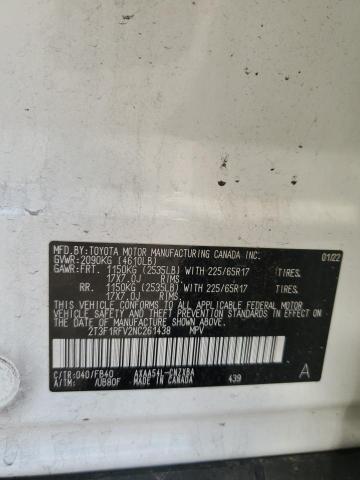 MFD.BY:TOYOTA MOTOR MANUFACTURING CANADA INC.
GVWR:2090KG (4610LB) 01/22
GAWR:FRT. 1150KG (2535LB) WITH 225/65R17 TIRES,
17X7.0J RIMS,
RR. 1150KG (2535LB) WITH 225/65R17 TIRES,
17X7.0J RIMS,
THIS VEHICLE CONFORMS TO ALL APPLICABLE FEDERAL MOTOR
VEHICLE SAFETY AND THEFT PREVENTION STANDARDS IN EFFECT ON
THE DATE OF MANUFACTURE SHOWN ABOVE.
2T3F1RFV2NC261438 MPV
C/TR:040/FB40 AXAA54L-CNZXBA A
A/TM: /UB80F MADE IN CANADA 439